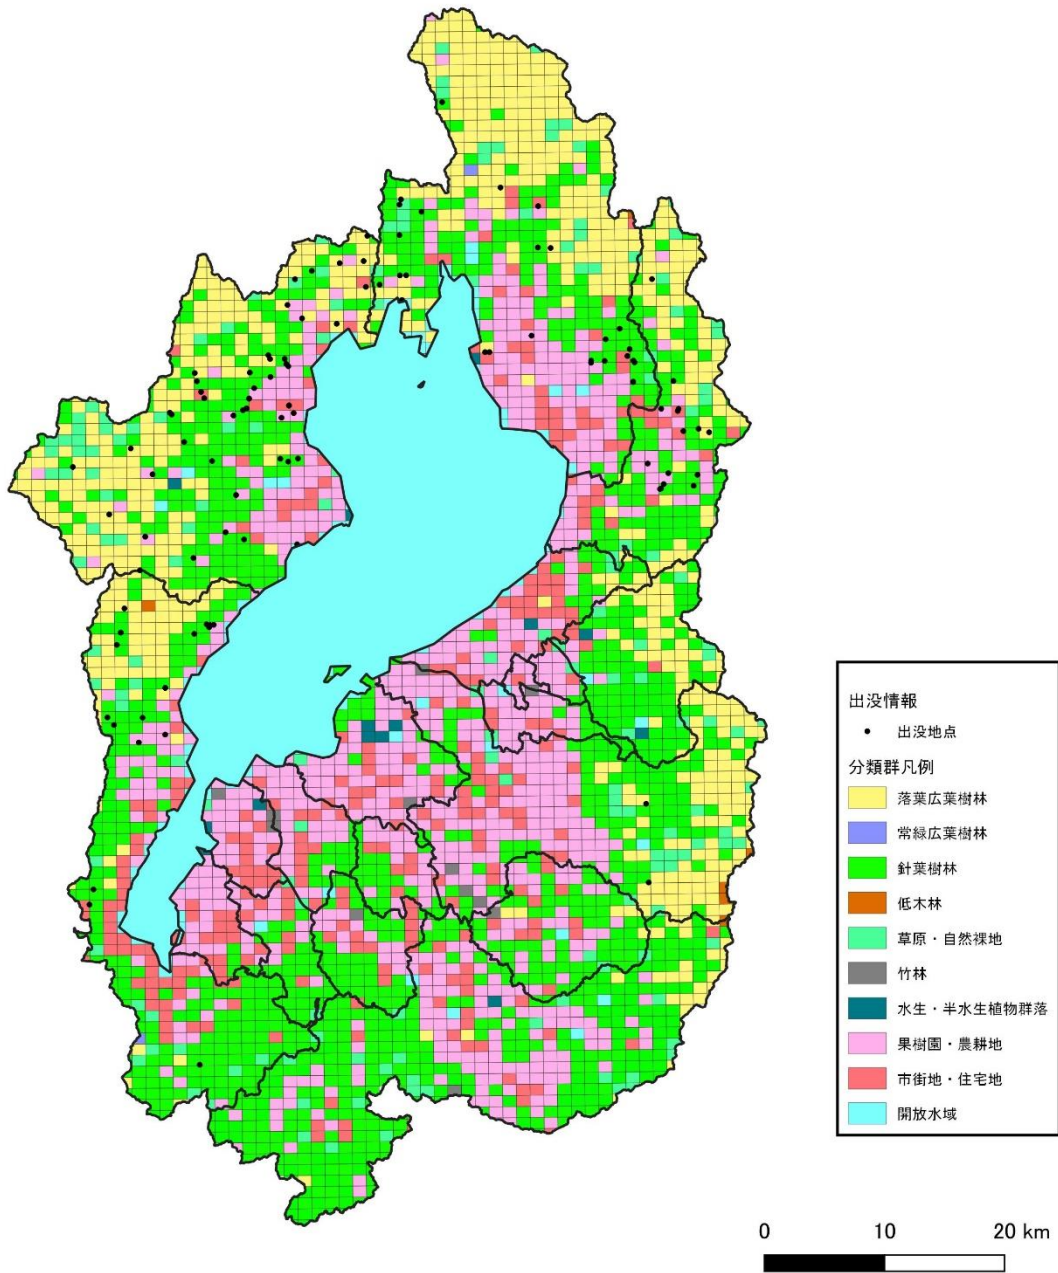 出没情報
出没地点
分類群凡例
落葉広葉樹林
常緑広葉樹林
針葉樹林
低木林
草原・自然裸地
竹林
水生・半水生植物群落
果樹園・農耕地
市街地・住宅地
開放水域
0 10 20 km